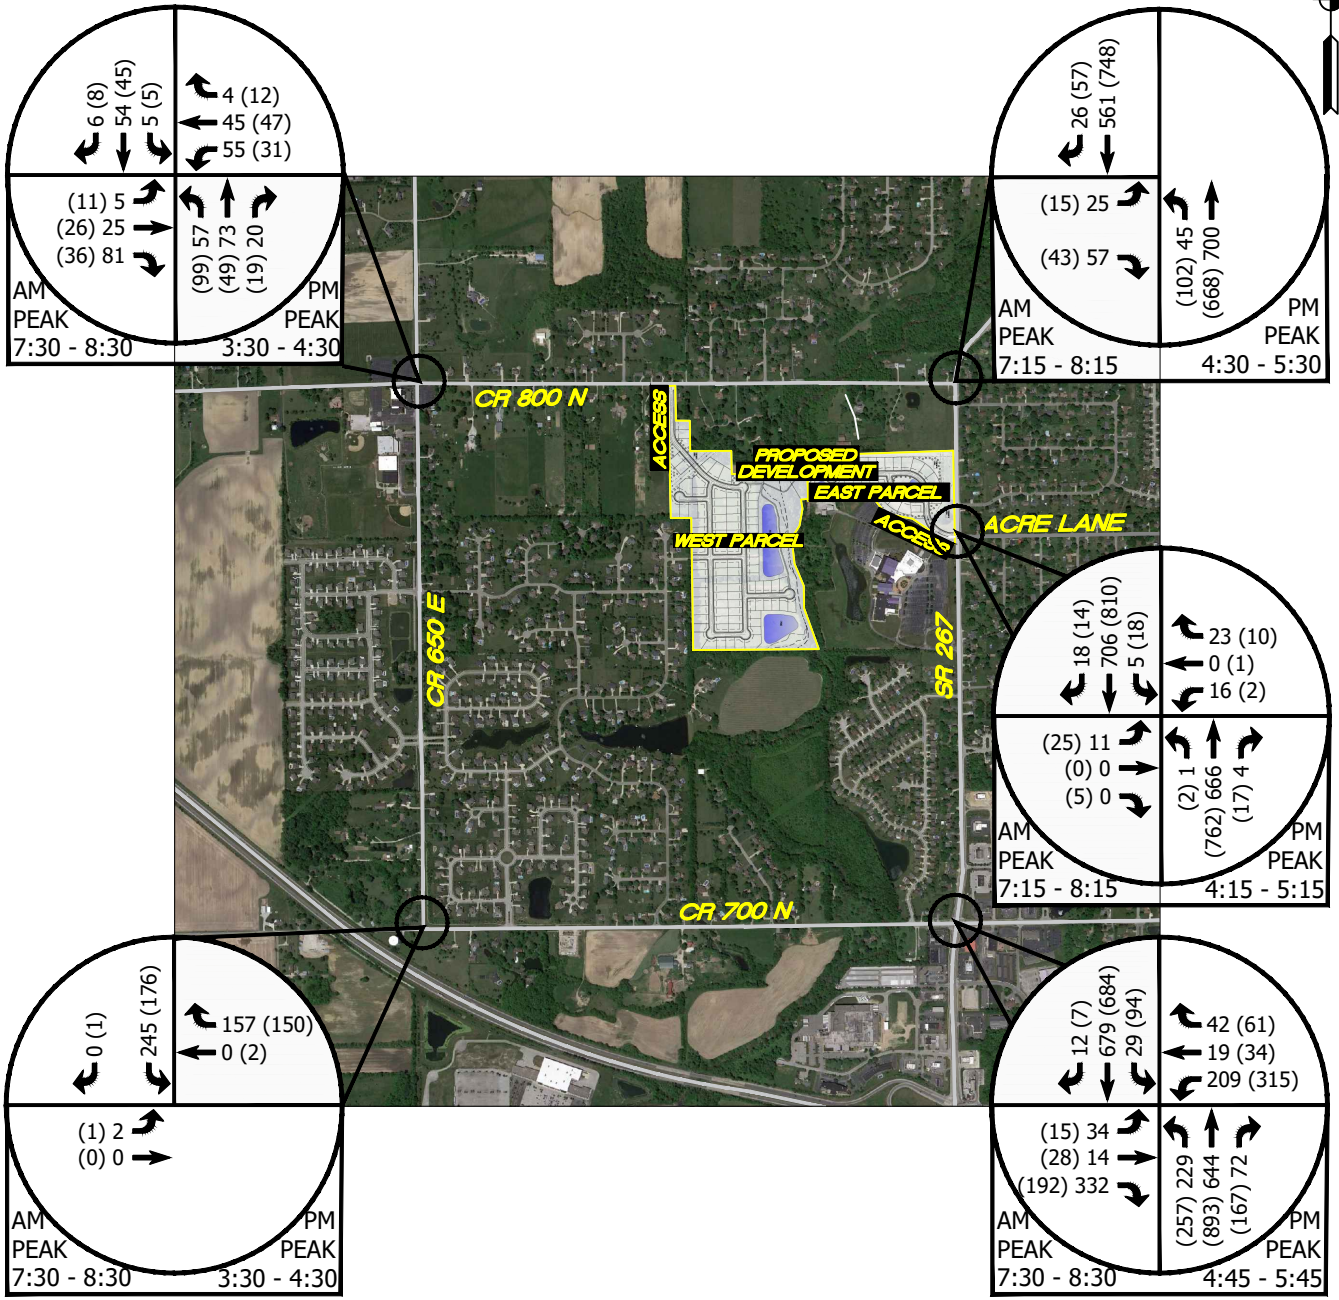 6 (8)
54 (45)
5 (5)
4 (12)
45 (47)
55 (31)
(11) 5
(26) 25
(36) 81
(99) 57
(49) 73
(19) 20
AM
PEAK
7:30 - 8:30
PM
PEAK
3:30 - 4:30
26 (57)
561 (748)
(15) 25
(43) 57
(102) 45
(668) 700
AM
PEAK
7:15 - 8:15
PM
PEAK
4:30 - 5:30
CR 800 N
ACCESS
PROPOSED
DEVELOPMENT
EAST PARCEL
ACCESS
ACRE LANE
WEST PARCEL
CR 650 E
SR 267
18 (14)
706 (810)
5 (18)
23 (10)
0 (1)
16 (2)
(25) 11
(0) 0
(5) 0
(2) 1
(762) 666
(17) 4
AM
PEAK
7:15 - 8:15
PM
PEAK
4:15 - 5:15
CR 700 N
0 (1)
245 (176)
157 (150)
0 (2)
(1) 2
(0) 0
AM
PEAK
7:30 - 8:30
PM
PEAK
3:30 - 4:30
12 (7)
679 (684)
29 (94)
42 (61)
19 (34)
209 (315)
(15) 34
(28) 14
(192) 332
(257) 229
(893) 644
(167) 72
AM
PEAK
7:30 - 8:30
PM
PEAK
4:45 - 5:45